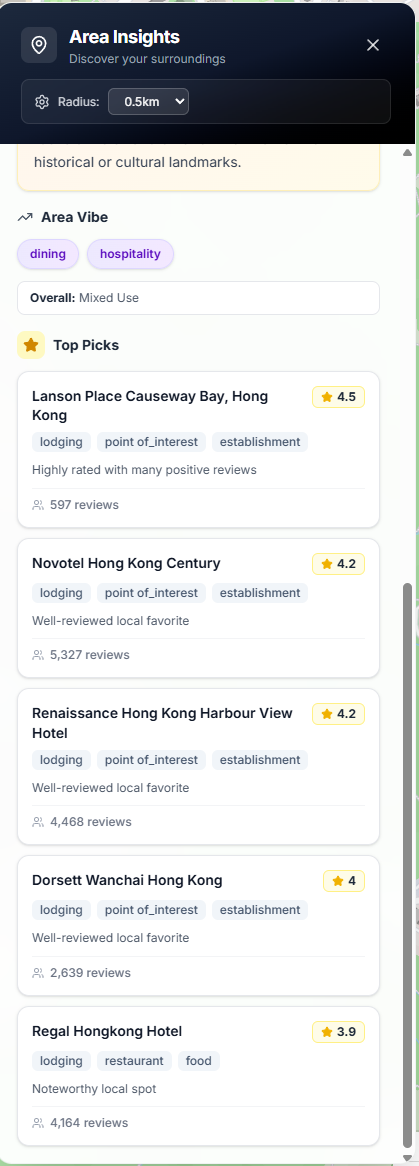 Area Insights
Discover your surroundings
Radius: 0.5km
historical or cultural landmarks.
Area Vibe
dining hospitality
Overall: Mixed Use
Top Picks
Lanson Place Causeway Bay, Hong 4.5
Kong
lodging point of_interest establishment
Highly rated with many positive reviews
597 reviews
Novotel Hong Kong Century 4.2
lodging point of_interest establishment
Well-reviewed local favorite
5,327 reviews
Renaissance Hong Kong Harbour View 4.2
Hotel
lodging point of_interest establishment
Well-reviewed local favorite
4,468 reviews
Dorsett Wanchai Hong Kong 4
lodging point of_interest establishment
Well-reviewed local favorite
2,639 reviews
Regal Hongkong Hotel 3.9
lodging restaurant food
Noteworthy local spot
4,164 reviews